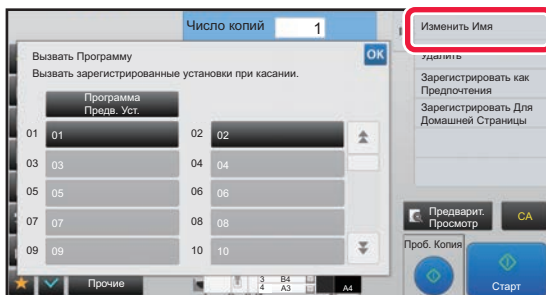 Число копий 1
Изменить Имя
Удалить
Зарегистрировать как
Предпочтения
Зарегистрировать Для
Домашней Страницы
Вызвать Программу
OK
Вызвать зарегистрированные установки при касании.
Программа
Предв. Уст.
01 01 02 02
03 03 04 04
05 05 06 06
07 07 08 08
09 09 10 10
Предварит.
Просмотр
CA
Проб. Копия
Старт
Прочие
3 B4
4 A3
A4